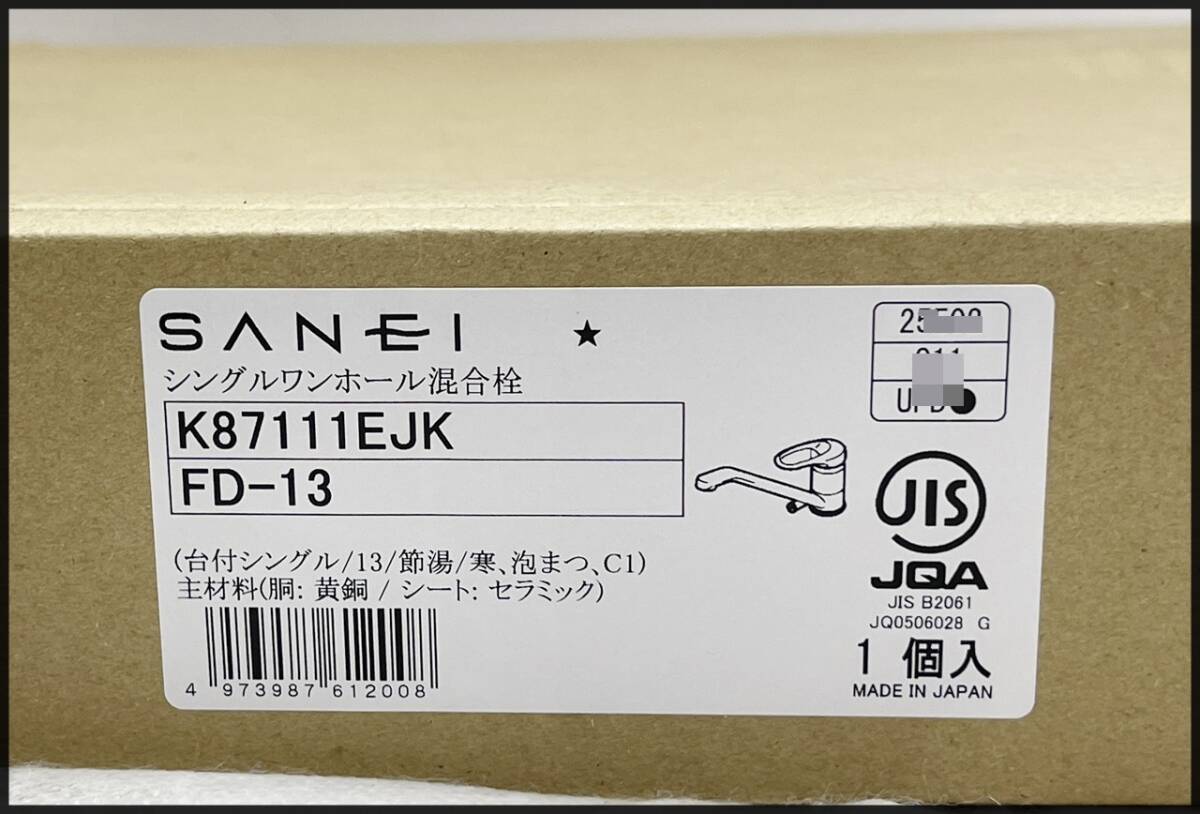 SANEI ★
シングルワンホール混合栓
K87111EJK
FD-13
(台付シングル/13/節湯/寒、泡まつ、C1)
主材料(胴: 黄銅 / シート: セラミック)
4 973987 612008
JIS
JQA
JIS B2061
JQ0506028 G
1 個入
MADE IN JAPAN